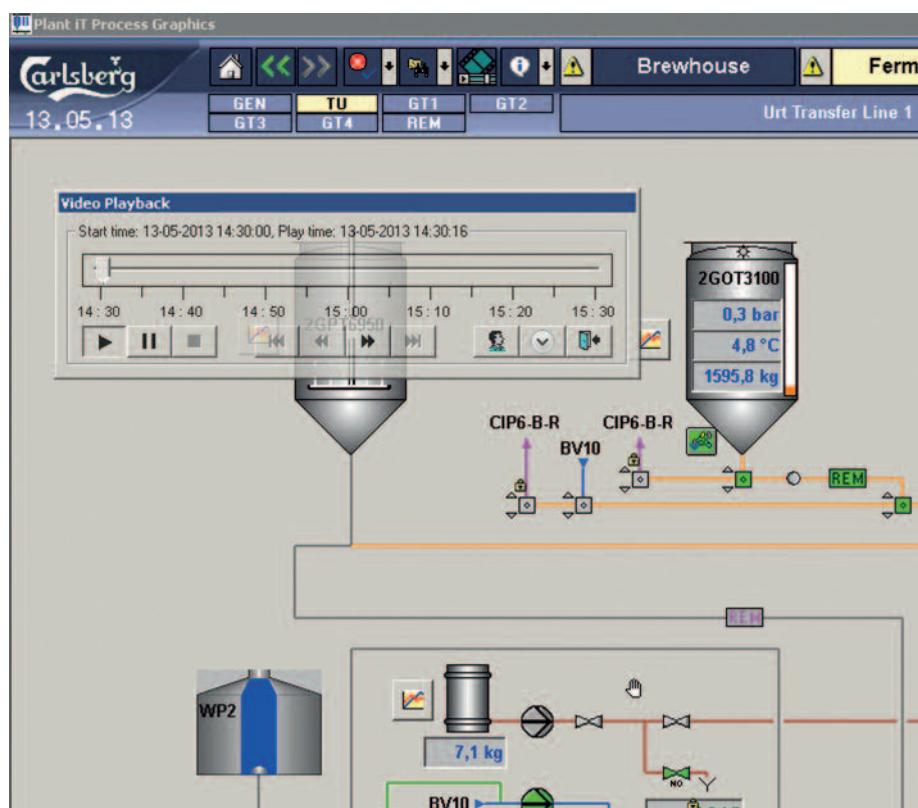 Plant iT Process Graphics
Carlsberg
13.05.13
Brewhouse
Ferm
GEN TU GT1 GT2
GT3 GT4 REM
Urt Transfer Line 1
Video Playback
Start time: 13-05-2013 14:30:00, Play time: 13-05-2013 14:30:16
14:30 14:40 14:50 15:00 15:10 15:20 15:30
2GPT6950
2GOT3100
0,3 bar
4,8 °C
1595,8 kg
CIP6-B-R CIP6-B-R
BV10
REM
REM
WP2
7,1 kg
NO
BV10